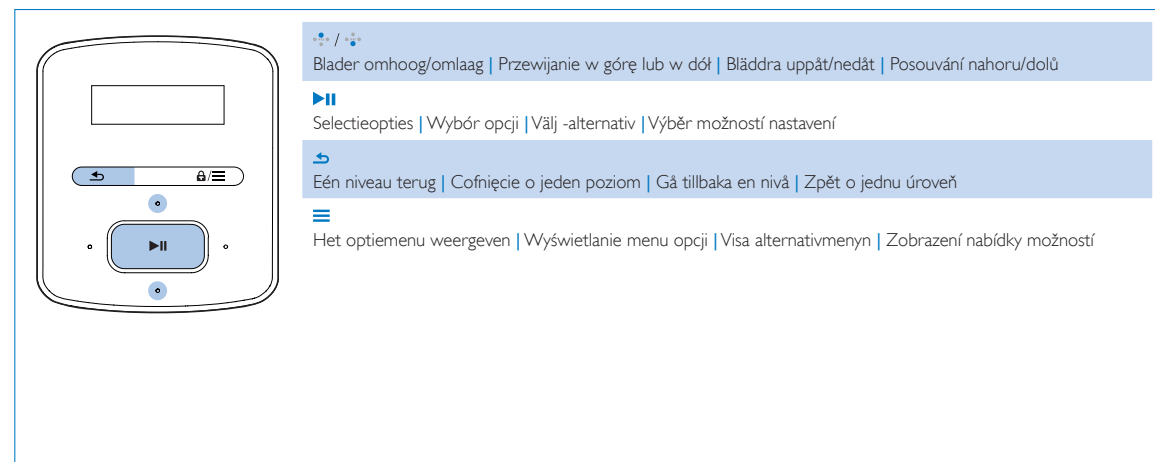 /
Blader omhoog/omlaag | Przewijanie w górę lub w dół | Bläddra uppåt/nedåt | Posouvání nahoru/dolů
Selectieopties | Wybór opcji | Välj -alternativ | Výběr možností nastavení
Eén niveau terug | Cofnięcie o jeden poziom | Gå tillbaka en nivå | Zpět o jednu úroveň
Het optiemenu weergeven | Wyświetlanie menu opcji | Visa alternativmenyn | Zobrazení nabídky možností